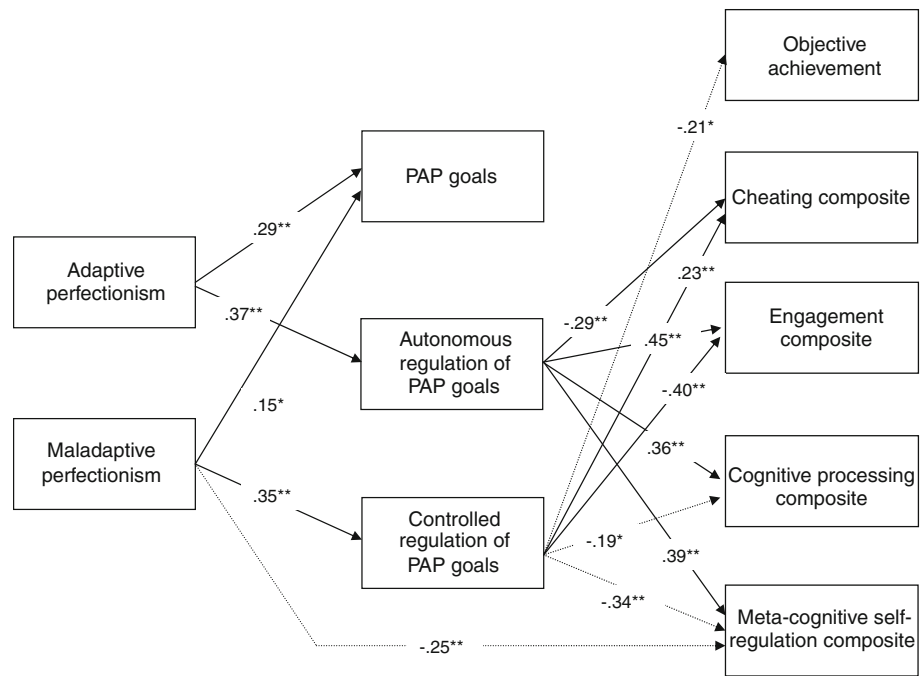 Objective
achievement
-.21*
PAP goals
Cheating composite
.29**
Adaptive
perfectionism
.23**
.37**
-.29**
Engagement
composite
Autonomous
regulation of
PAP goals
.45**
-.40**
.15*
Maladaptive
perfectionism
.36**
Cognitive processing
composite
.35**
Controlled
regulation of
PAP goals
-.19*
.39**
-.34**
Meta-cognitive self-
regulation composite
-.25**